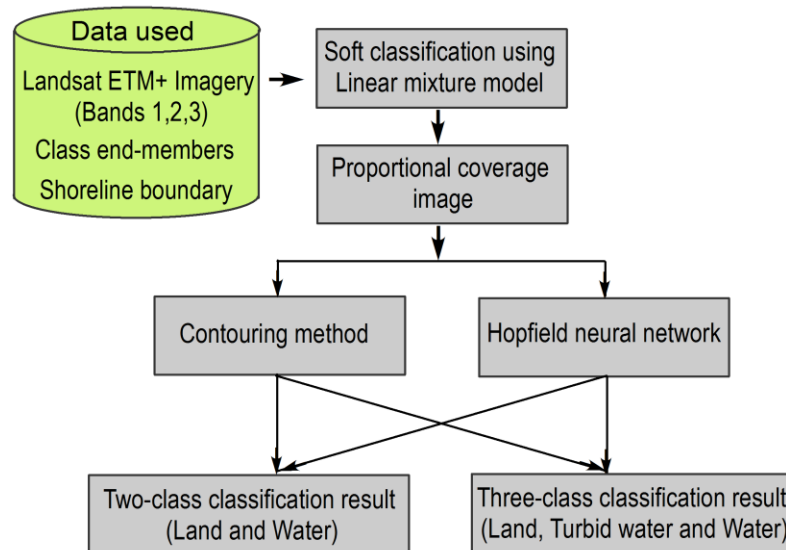 Data used
Landsat ETM+ Imagery
(Bands 1,2,3)
Class end-members
Shoreline boundary
Soft classification using
Linear mixture model
Proportional coverage
image
Contouring method
Hopfield neural network
Two-class classification result
(Land and Water)
Three-class classification result
(Land, Turbid water and Water)